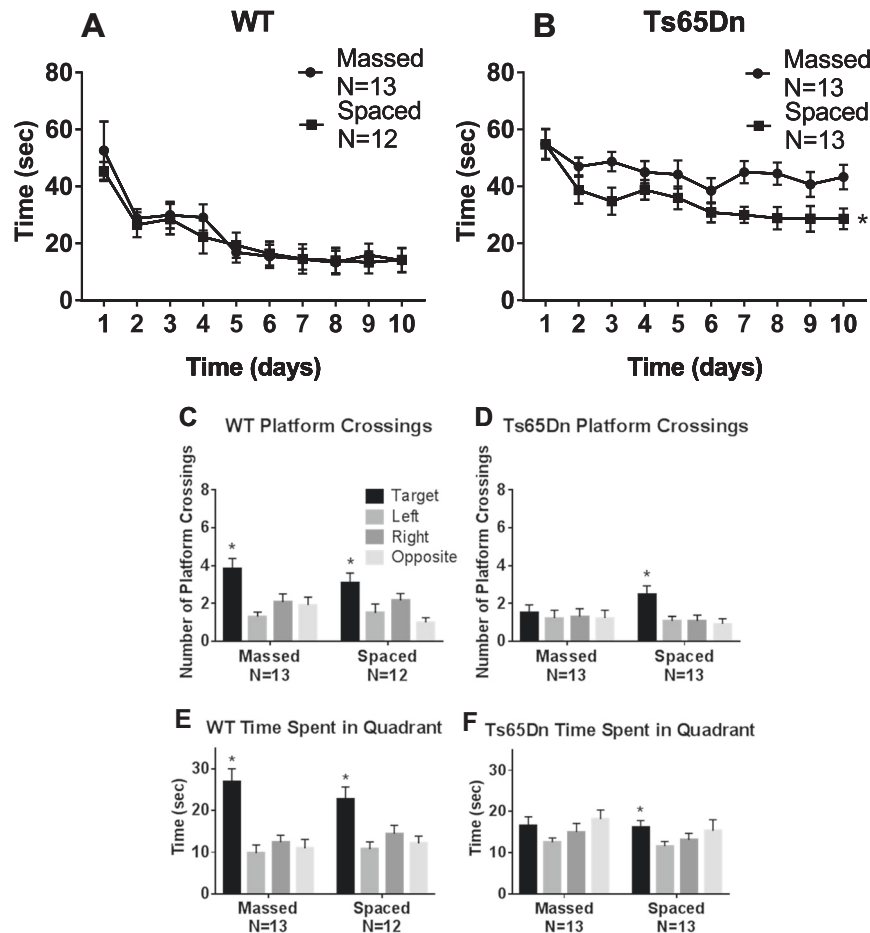 A
WT
Massed
N=13
Spaced
N=12
80
60
40
20
0
Time (sec)
1 2 3 4 5 6 7 8 9 10
Time (days)
B
Ts65Dn
Massed
N=13
Spaced
N=13
80
60
40
20
0
Time (sec)
*
1 2 3 4 5 6 7 8 9 10
Time (days)
C
WT Platform Crossings
Number of Platform Crossings
8
6
4
2
0
* *
Target
Left
Right
Opposite
Massed Spaced
N=13 N=12
D
Ts65Dn Platform Crossings
Number of Platform Crossings
8
6
4
2
0
*
Massed Spaced
N=13 N=13
E
WT Time Spent in Quadrant
Time (sec)
30
20
10
0
* *
Massed Spaced
N=13 N=12
F
Ts65Dn Time Spent in Quadrant
Time (sec)
30
20
10
0
*
Massed Spaced
N=13 N=13